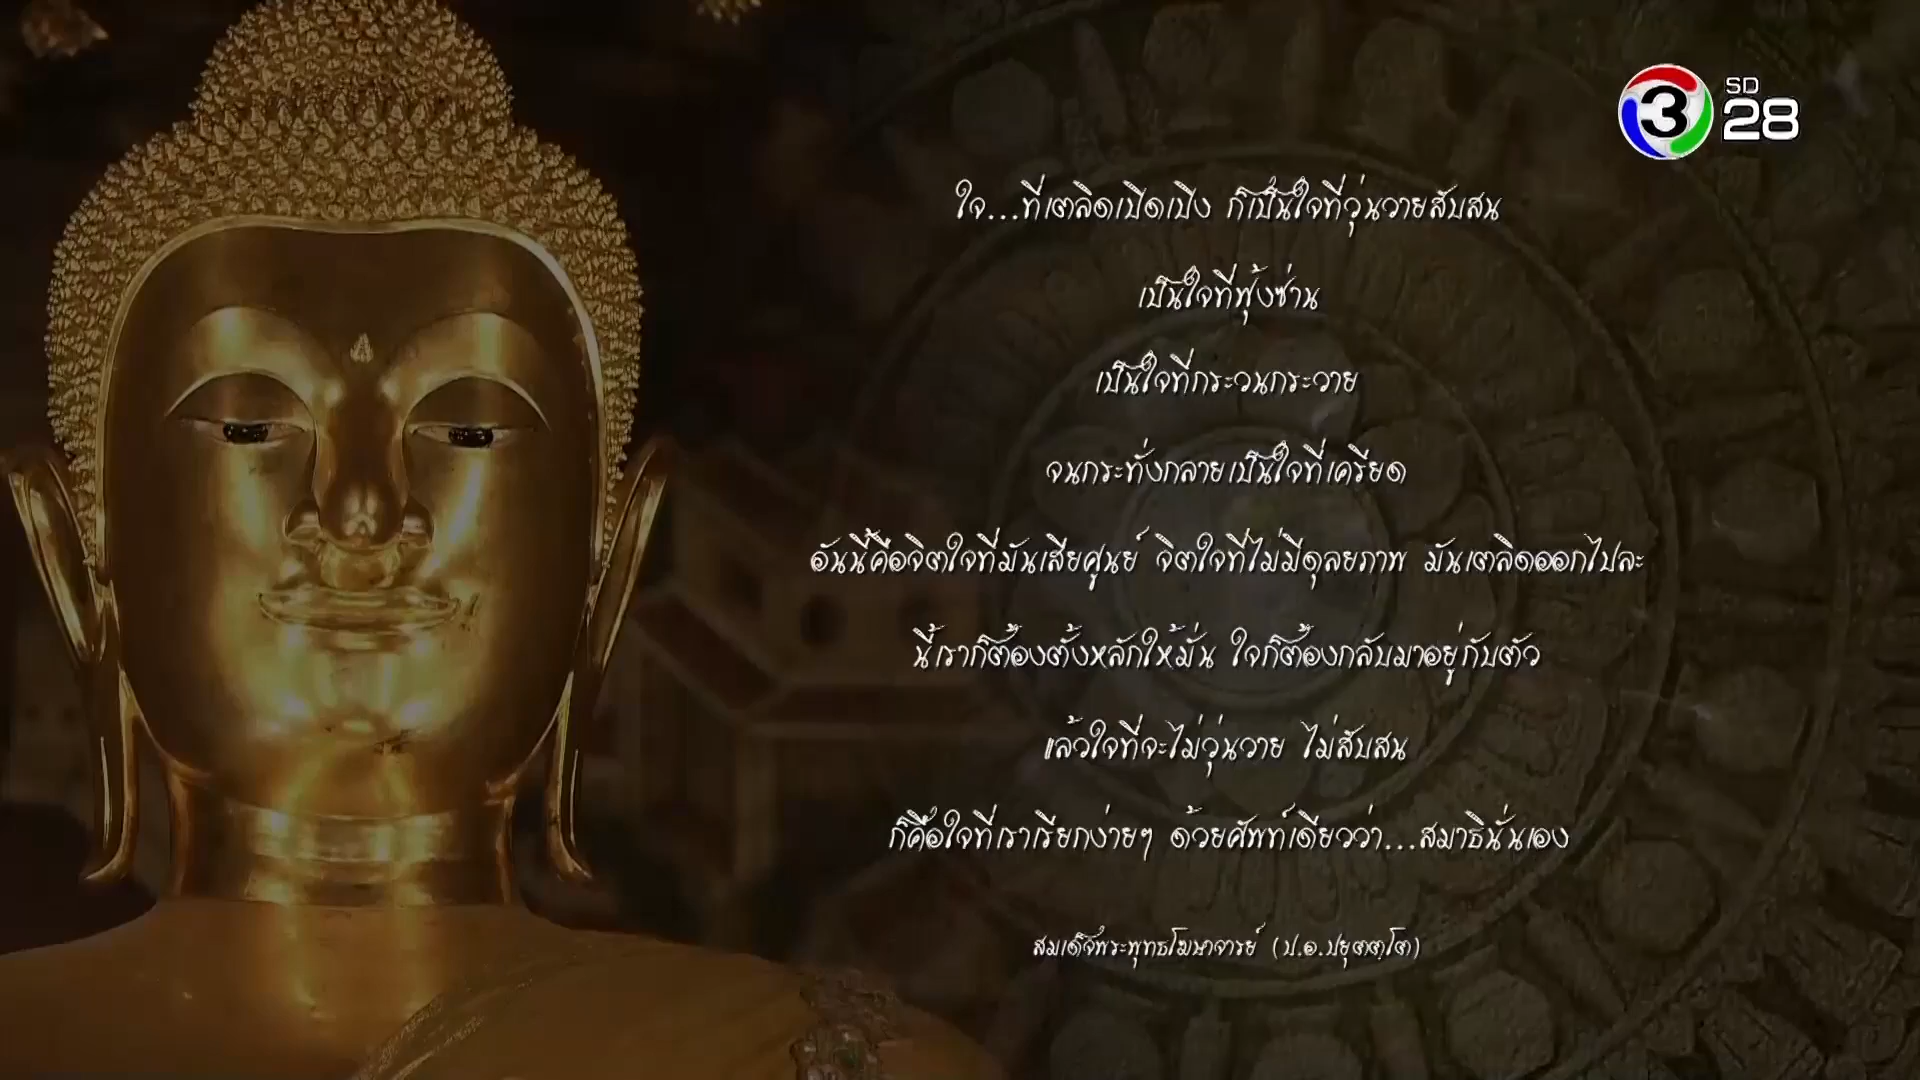 3 SD 28
ใจ...ที่เตลิดเปิดเปิง ก็เป็นใจที่วุ่นวายสับสน
เป็นใจที่ฟุ้งซ่าน
เป็นใจที่กระวนกระวาย
จนกระทั่งกลายเป็นใจที่เครียด
อันนี้คือจิตใจที่มันเสียศูนย์ จิตใจที่ไม่มีดุลยภาพ มันเตลิดออกไปละ
นี้เราก็ต้องตั้งหลักให้มั่น ใจก็ต้องกลับมาอยู่กับตัว
แล้วใจที่จะไม่วุ่นวาย ไม่สับสน
ก็คือใจที่เราเรียกง่ายๆ ด้วยศัพท์เดียวว่า...สมาธินั่นเอง
สมเด็จพระพุทธโฆษาจารย์ (ป.อ.ปยุตฺโต)